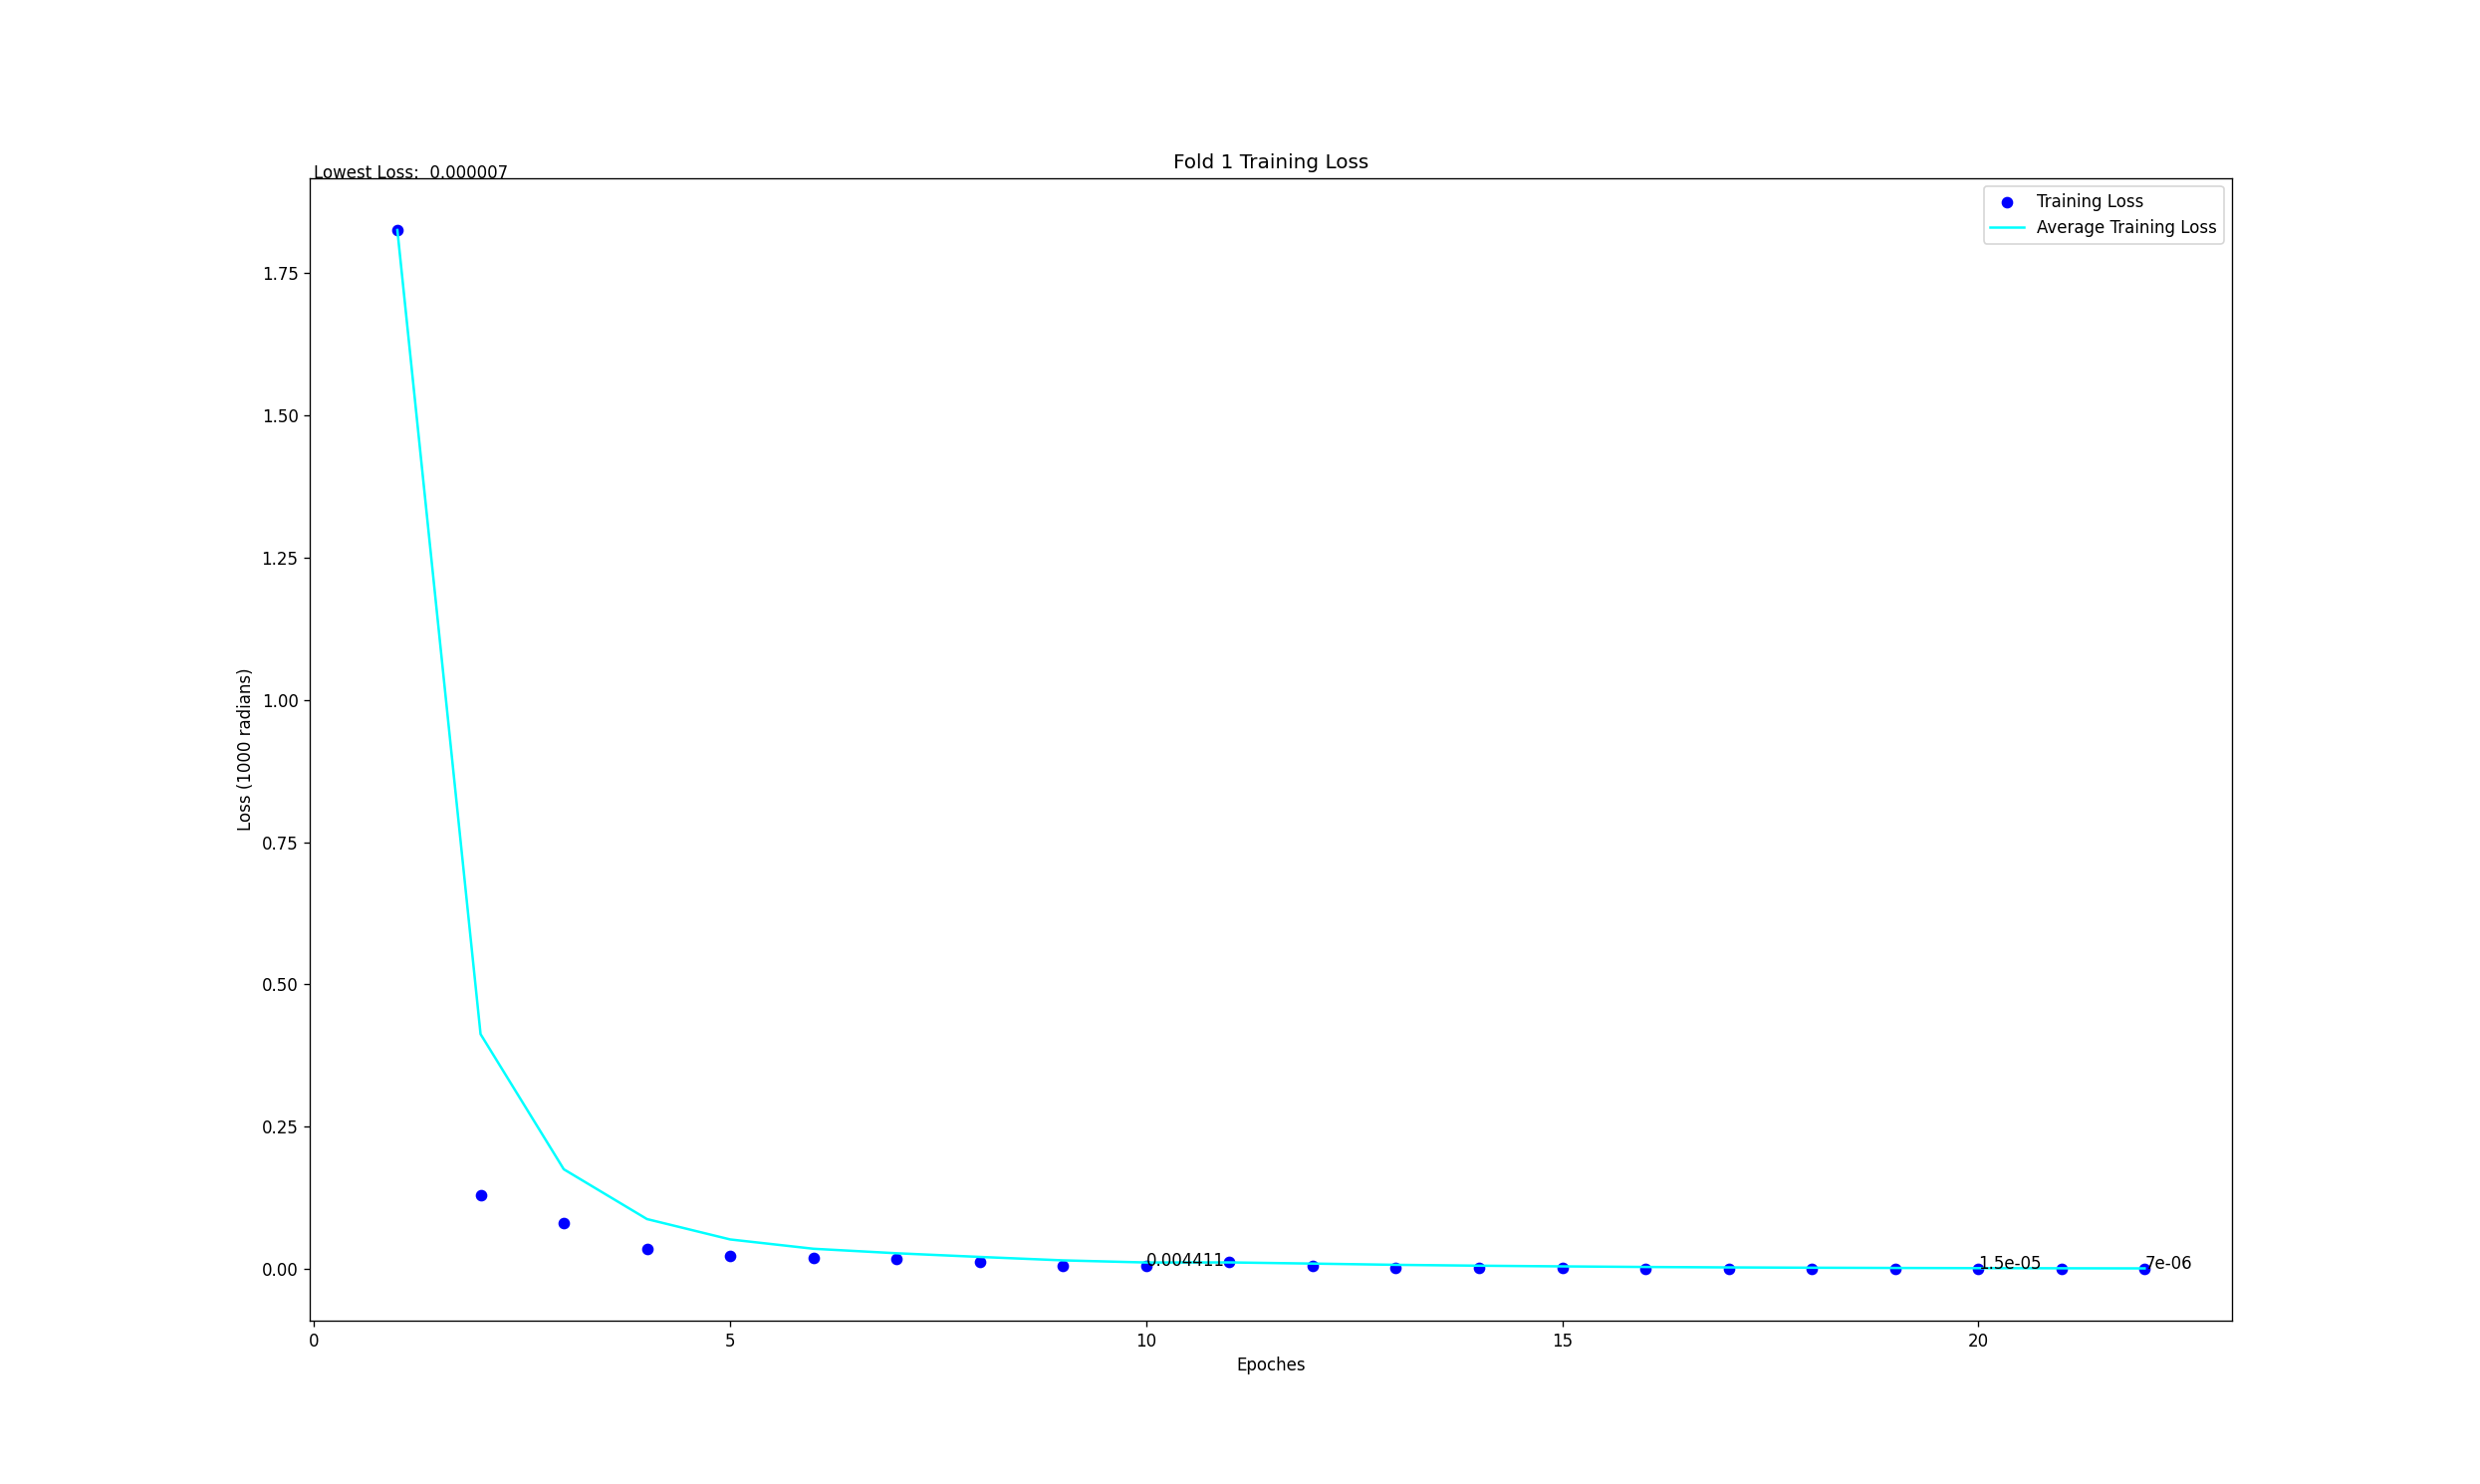 Fold 1 Training Loss
Lowest Loss:  0.000007
Training Loss
Average Training Loss
1.75
1.50
1.25
1.00
0.75
0.50
0.25
0.00
Loss (1000 radians)
0.004411
1.5e-05
7e-06
0
5
10
15
20
Epoches